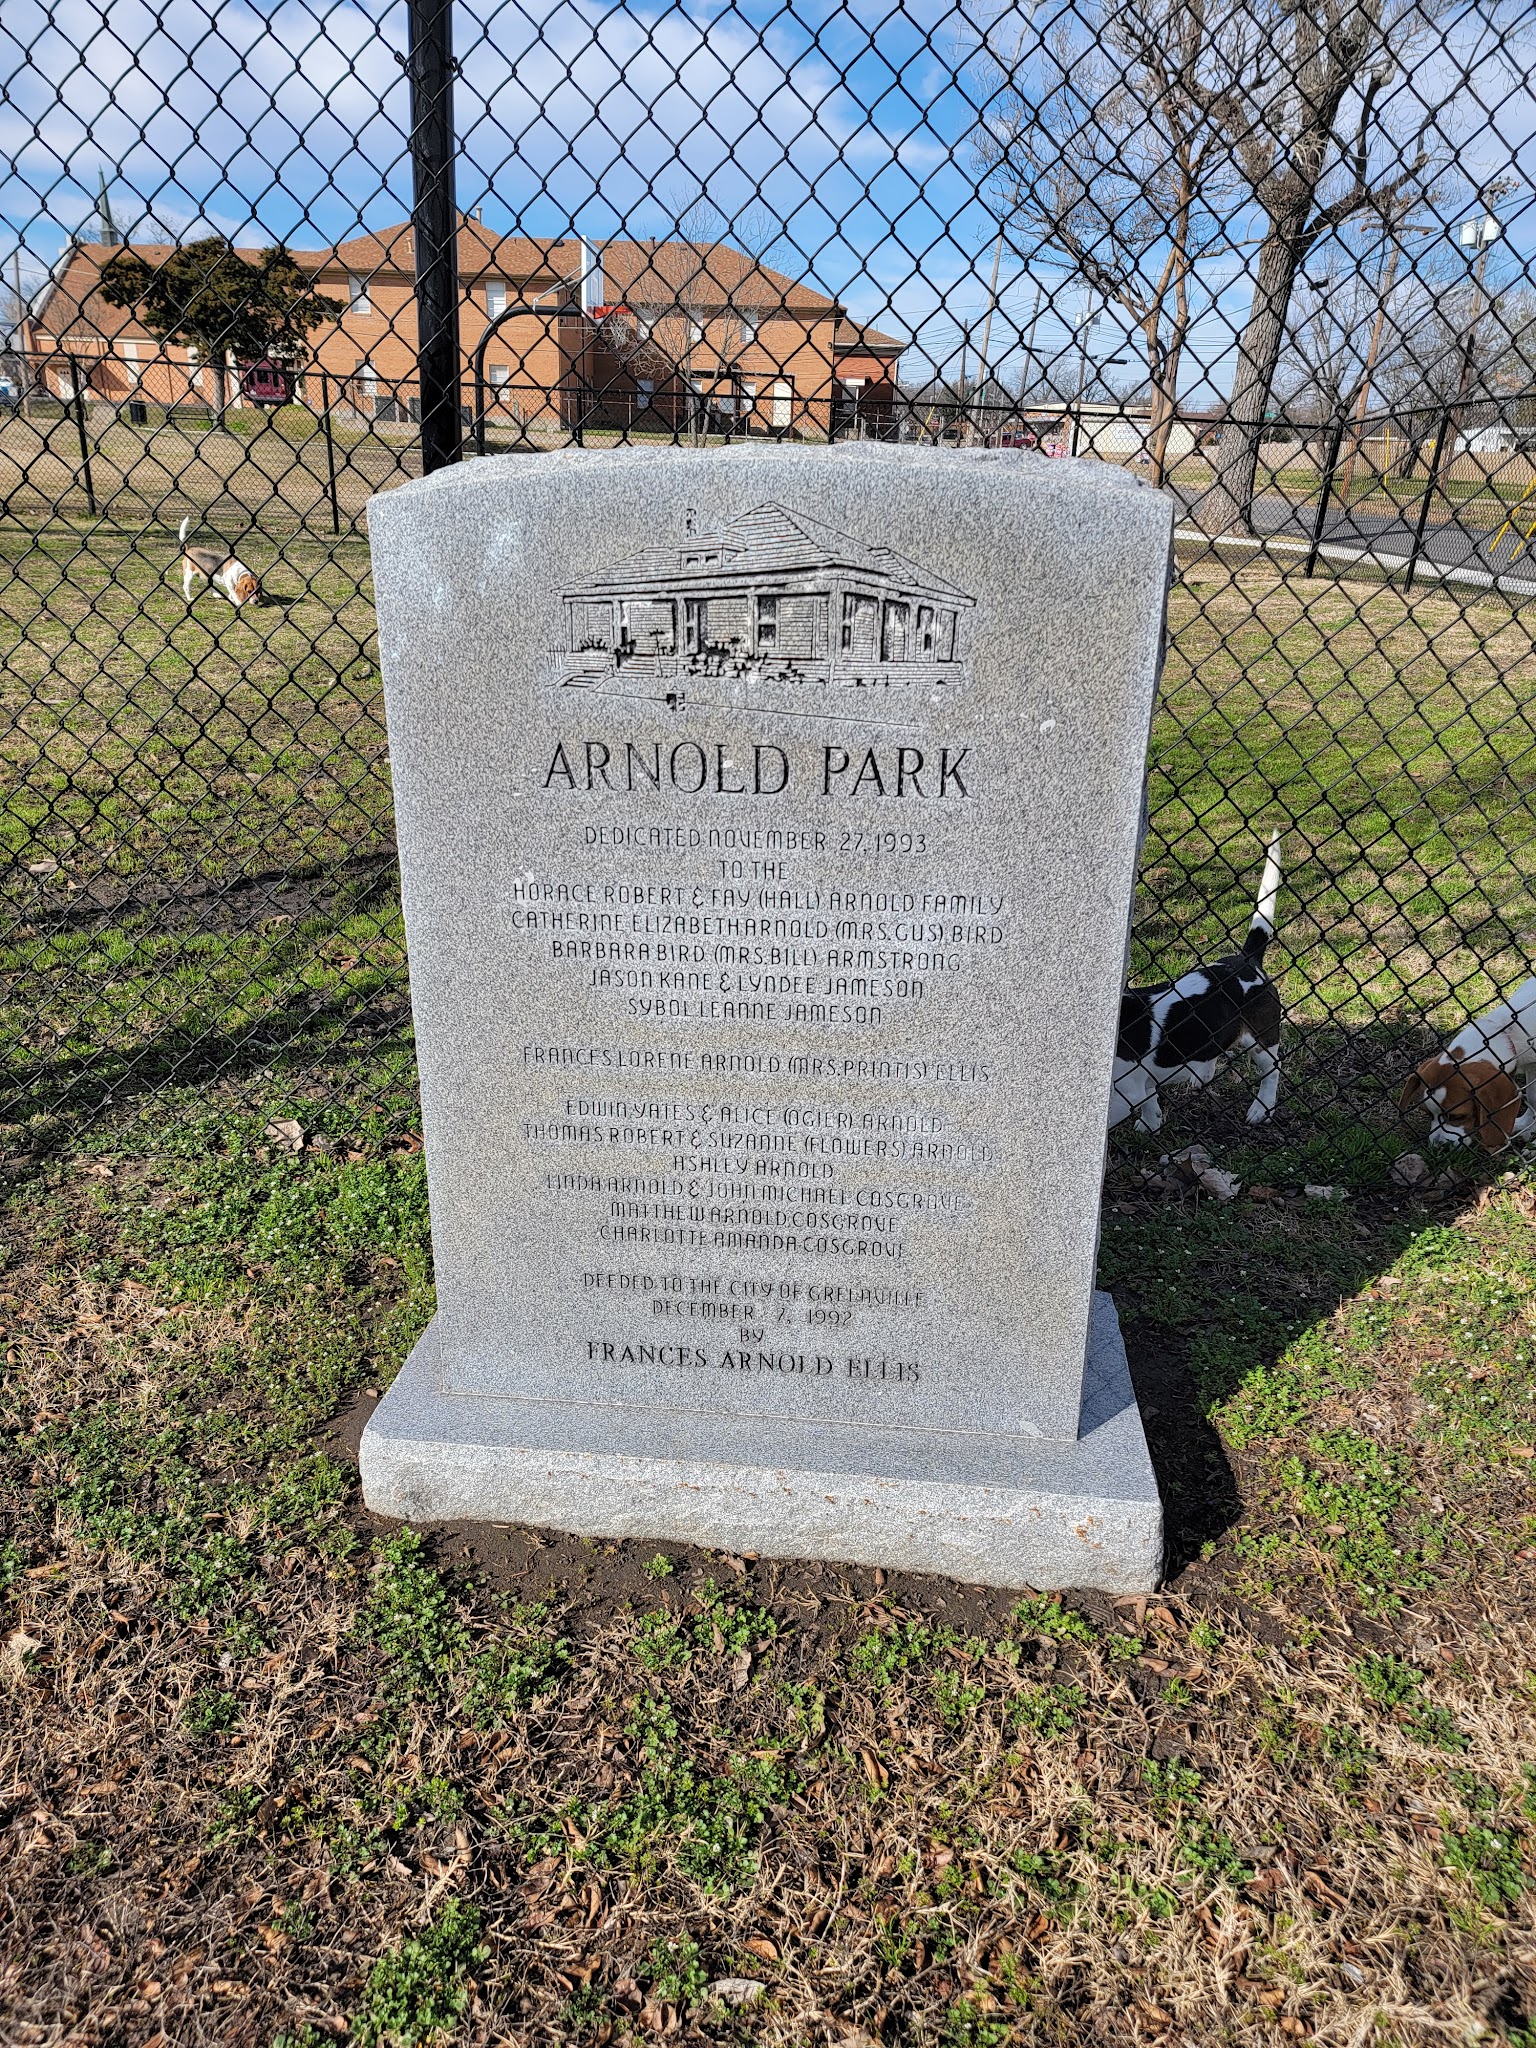 ARNOLD PARK
DEDICATED NOVEMBER 27, 1993
TO THE
HORACE ROBERT & FAY (HALL) ARNOLD FAMILY
CATHERINE ELIZABETH ARNOLD (MRS. GUS) BIRD
BARBARA BIRD (MRS. BILL) ARMSTRONG
JASON KANE & LYNDEE JAMESON
SYBOL LEANNE JAMESON
FRANCES LORENE ARNOLD (MRS. PRINTIS) ELLIS
EDWIN YATES & ALICE (OGIER) ARNOLD
THOMAS ROBERT & SUZANNE (FLOWERS) ARNOLD
ASHLEY ARNOLD
LINDA ARNOLD & JOHN MICHAEL COSGROVE
MATTHEW ARNOLD COSGROVE
CHARLOTTE AMANDA COSGROVE
DEEDED TO THE CITY OF GREENVILLE
DECEMBER 7, 1992
BY
FRANCES ARNOLD ELLIS